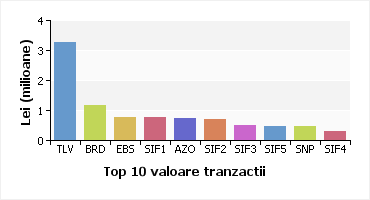 Lei (milioane)
4
3
2
1
0
TLV BRD EBS SIF1 AZO SIF2 SIF3 SIF5 SNP SIF4
Top 10 valoare tranzactii